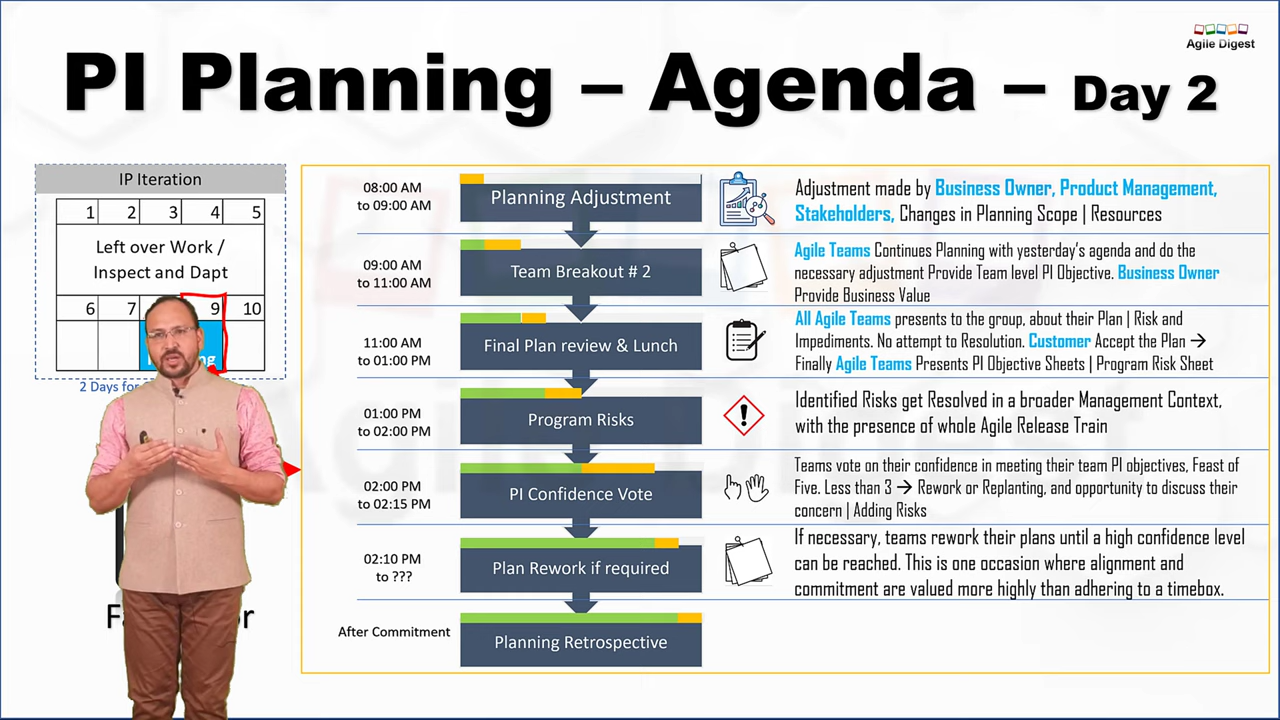 Agile Digest
PI Planning – Agenda – Day 2
IP Iteration
1 2 3 4 5
Left over Work /
Inspect and Dapt
6 7 9 10
2 Days for
08:00 AM
to 09:00 AM
Planning Adjustment
Adjustment made by Business Owner, Product Management,
Stakeholders, Changes in Planning Scope | Resources
09:00 AM
to 11:00 AM
Team Breakout # 2
Agile Teams Continues Planning with yesterday's agenda and do the
necessary adjustment Provide Team level PI Objective. Business Owner
Provide Business Value
11:00 AM
to 01:00 PM
Final Plan review & Lunch
All Agile Teams presents to the group, about their Plan | Risk and
Impediments. No attempt to Resolution. Customer Accept the Plan →
Finally Agile Teams Presents PI Objective Sheets | Program Risk Sheet
01:00 PM
to 02:00 PM
Program Risks
Identified Risks get Resolved in a broader Management Context,
with the presence of whole Agile Release Train
02:00 PM
to 02:15 PM
PI Confidence Vote
Teams vote on their confidence in meeting their team PI objectives, Feast of
Five. Less than 3 → Rework or Replanting, and opportunity to discuss their
concern | Adding Risks
02:10 PM
to ???
Plan Rework if required
If necessary, teams rework their plans until a high confidence level
can be reached. This is one occasion where alignment and
commitment are valued more highly than adhering to a timebox.
After Commitment
Planning Retrospective